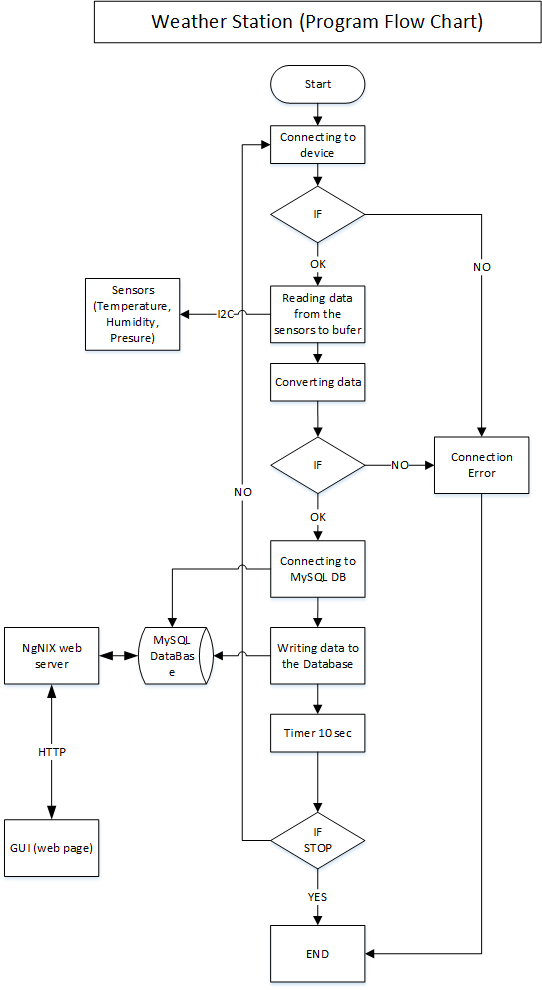 Weather Station (Program Flow Chart)
Start
Connecting to
device
IF
NO
OK
Sensors
(Temperature,
Humidity,
Presure)
I2C
Reading data
from the
sensors to bufer
Converting data
IF
NO
Connection
Error
NO
OK
Connecting to
MySQL DB
NgNIX web
server
MySQL
DataBas
e
Writing data to
the Database
Timer 10 sec
HTTP
GUI (web page)
IF
STOP
YES
END